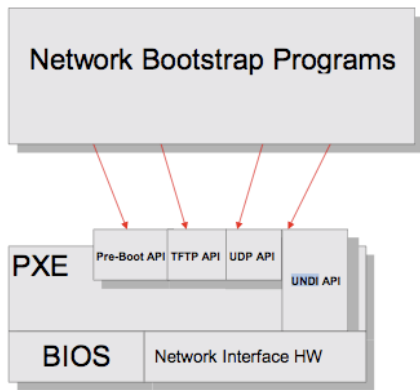 Network Bootstrap Programs
Pre-Boot API
TFTP API
UDP API
PXE
UNDI API
BIOS
Network Interface HW